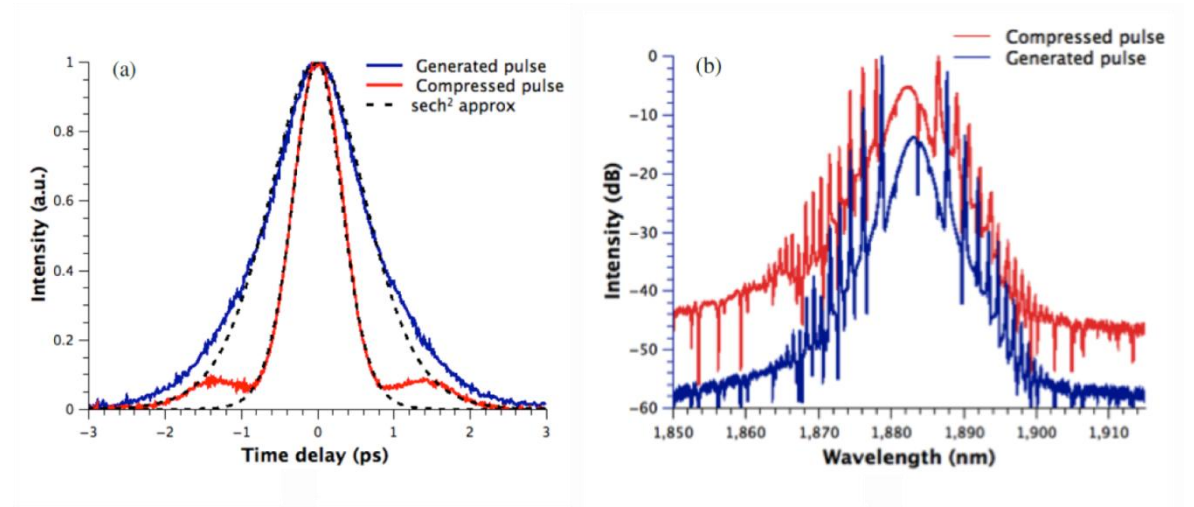 (a)
Generated pulse
Compressed pulse
sech² approx
1
0.8
0.6
0.4
0.2
0
Intensity (a.u.)
−3 −2 −1 0 1 2 3
Time delay (ps)
(b)
Compressed pulse
Generated pulse
0
−10
−20
−30
−40
−50
−60
Intensity (dB)
1,850 1,860 1,870 1,880 1,890 1,900 1,910
Wavelength (nm)